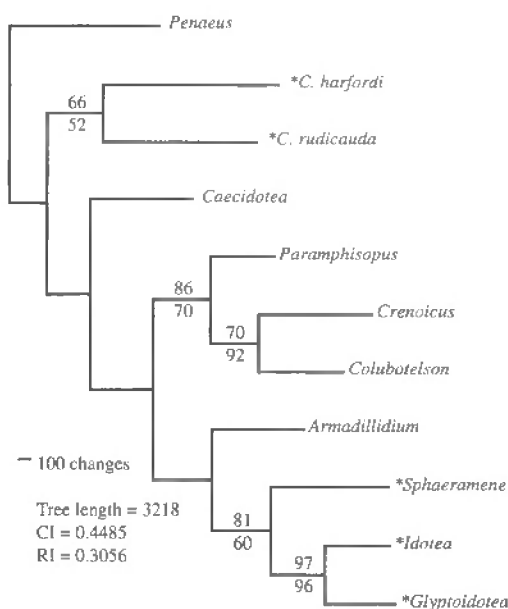 Penaeus
*C. harfordi
66
52
*C. rudicauda
Caecidotea
Paramphisopus
86
70
Crenoicus
70
92
Colubotelson
Armadillidium
100 changes
*Sphaeramene
Tree length = 3218
81
CI = 0.4485
60
*Idotea
RI = 0.3056
97
96
*Glyptoidotea